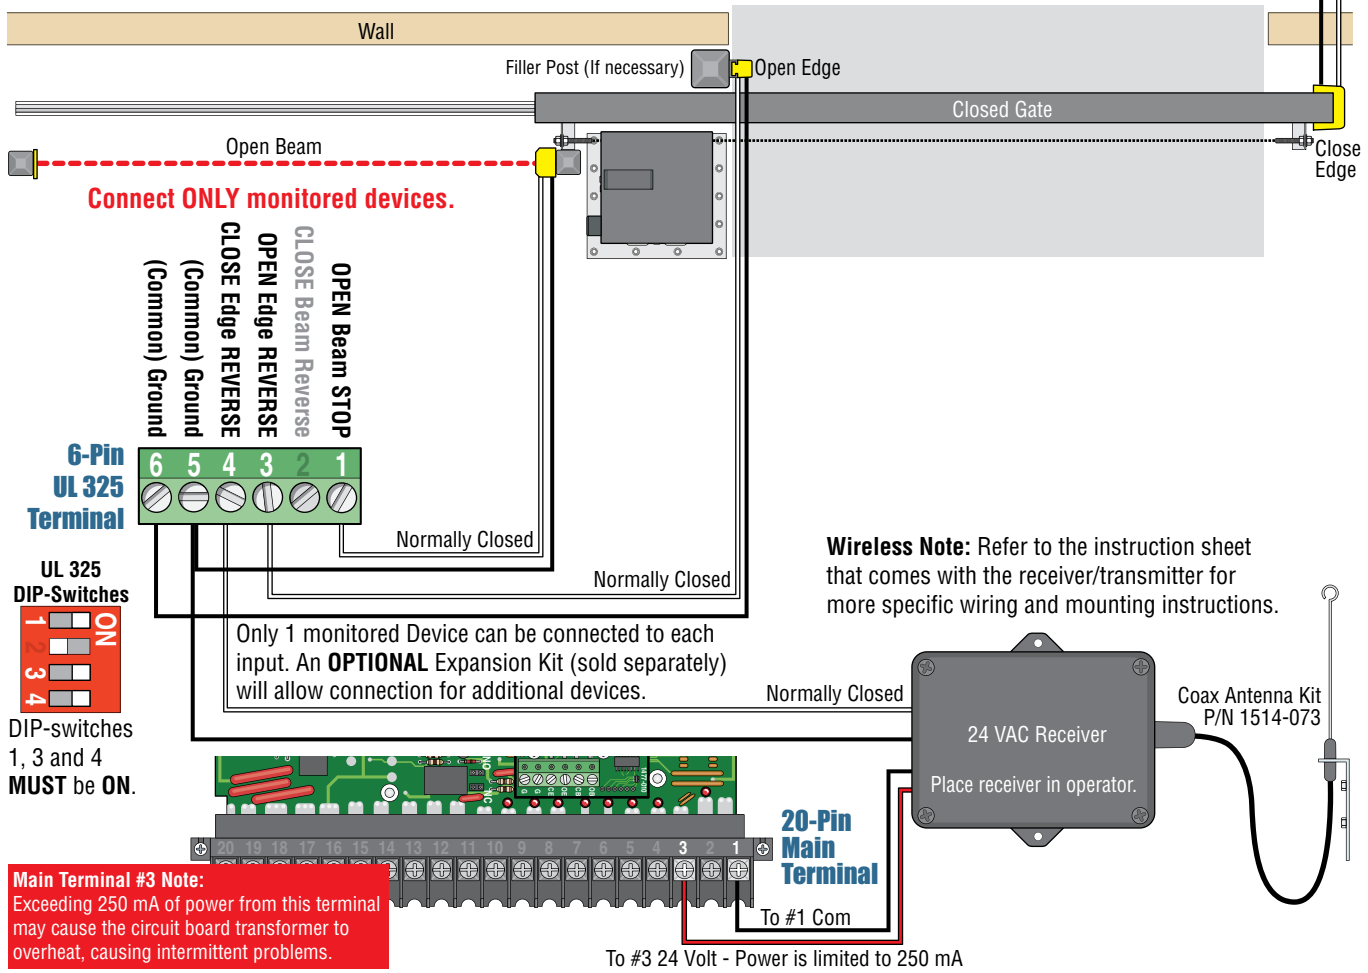 Wall
Filler Post (If necessary)
Open Edge
Closed Gate
Close
Edge
Open Beam
Connect ONLY monitored devices.
(Common) Ground
(Common) Ground
CLOSE Edge REVERSE
OPEN Edge REVERSE
CLOSE Beam Reverse
OPEN Beam STOP
6-Pin
UL 325
Terminal
6 5 4 3 2 1
Normally Closed
Normally Closed
UL 325
DIP-Switches
ON
1
2
3
4
DIP-switches
1, 3 and 4
MUST be ON.
Only 1 monitored Device can be connected to each
input. An OPTIONAL Expansion Kit (sold separately)
will allow connection for additional devices.
Normally Closed
Wireless Note: Refer to the instruction sheet
that comes with the receiver/transmitter for
more specific wiring and mounting instructions.
24 VAC Receiver
Place receiver in operator.
Coax Antenna Kit
P/N 1514-073
20-Pin
Main
Terminal
20 19 18 17 16 15 14 13 12 11 10 9 8 7 6 5 4 3 2 1
Main Terminal #3 Note:
Exceeding 250 mA of power from this terminal
may cause the circuit board transformer to
overheat, causing intermittent problems.
To #1 Com
To #3 24 Volt - Power is limited to 250 mA